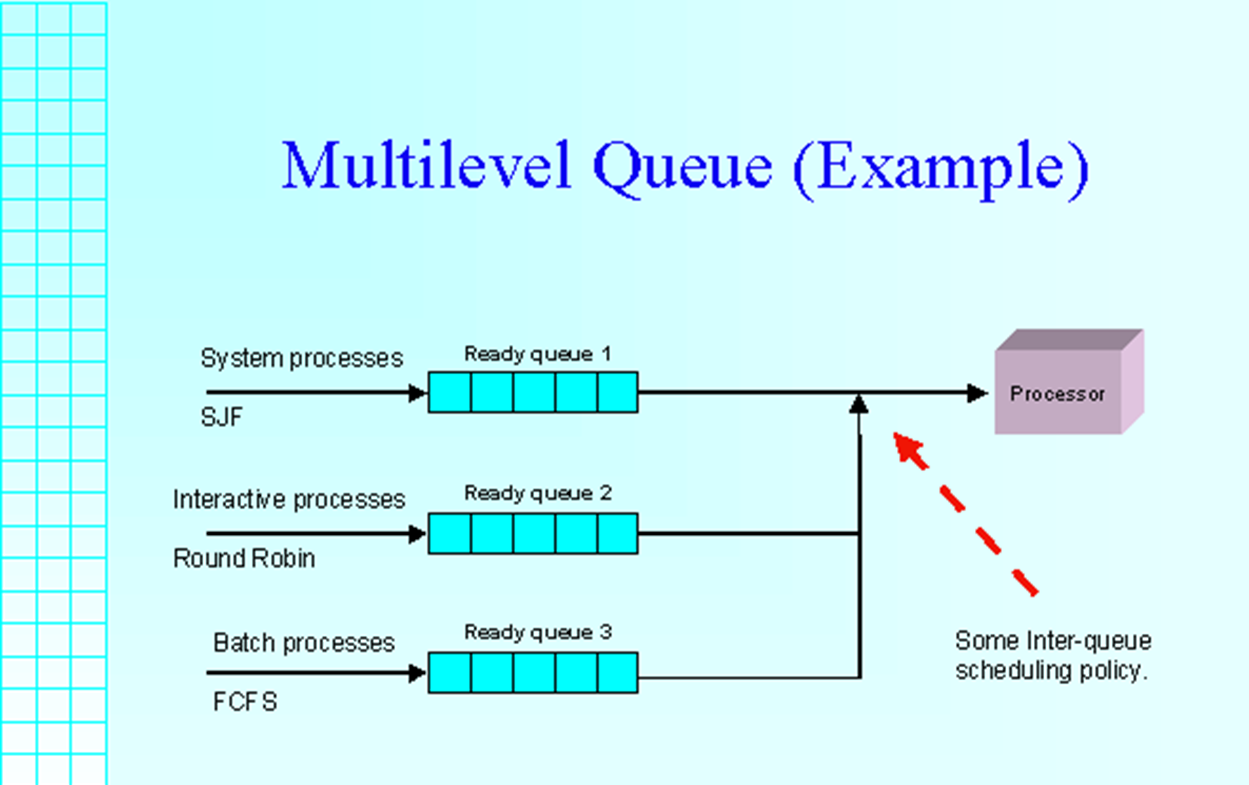 Multilevel Queue (Example)
System processes
Ready queue 1
SJF
Processor
Interactive processes
Ready queue 2
Round Robin
Batch processes
Ready queue 3
FCFS
Some Inter-queue
scheduling policy.